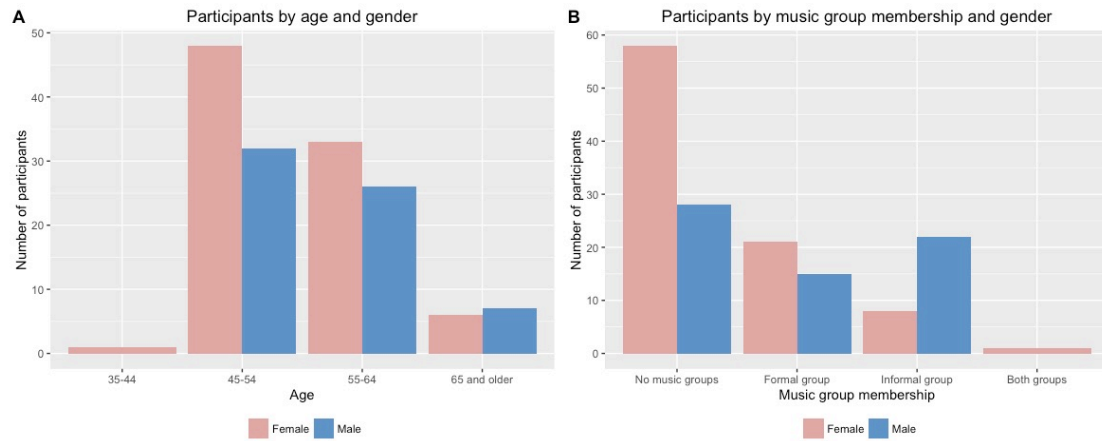 A
Participants by age and gender
Number of participants
50
40
30
20
10
0
35-44
45-54
55-64
65 and older
Age
Female
Male
B
Participants by music group membership and gender
Number of participants
60
50
40
30
20
10
0
No music groups
Formal group
Informal group
Both groups
Music group membership
Female
Male